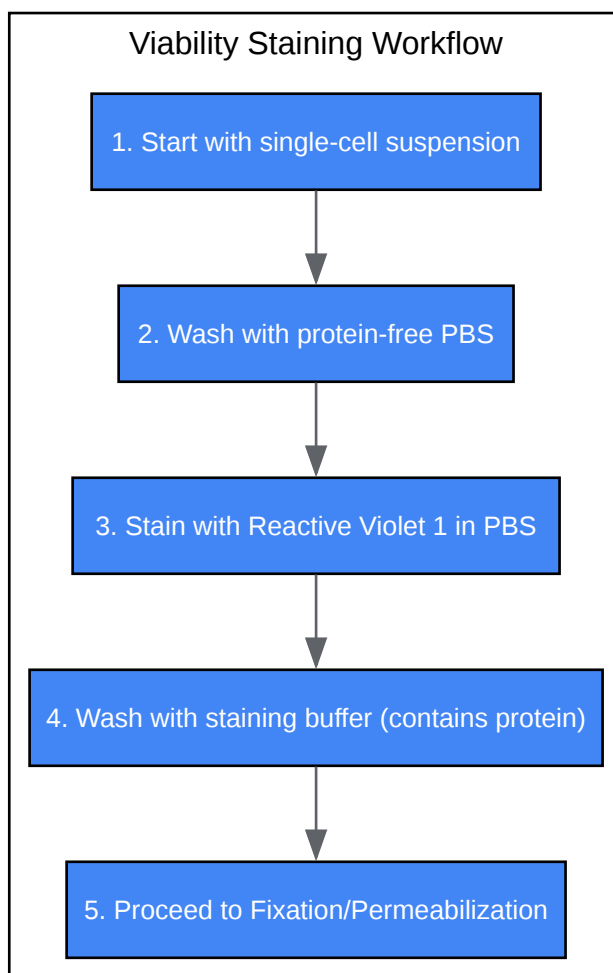 Viability Staining Workflow
1. Start with single-cell suspension
2. Wash with protein-free PBS
3. Stain with Reactive Violet 1 in PBS
4. Wash with staining buffer (contains protein)
5. Proceed to Fixation/Permeabilization